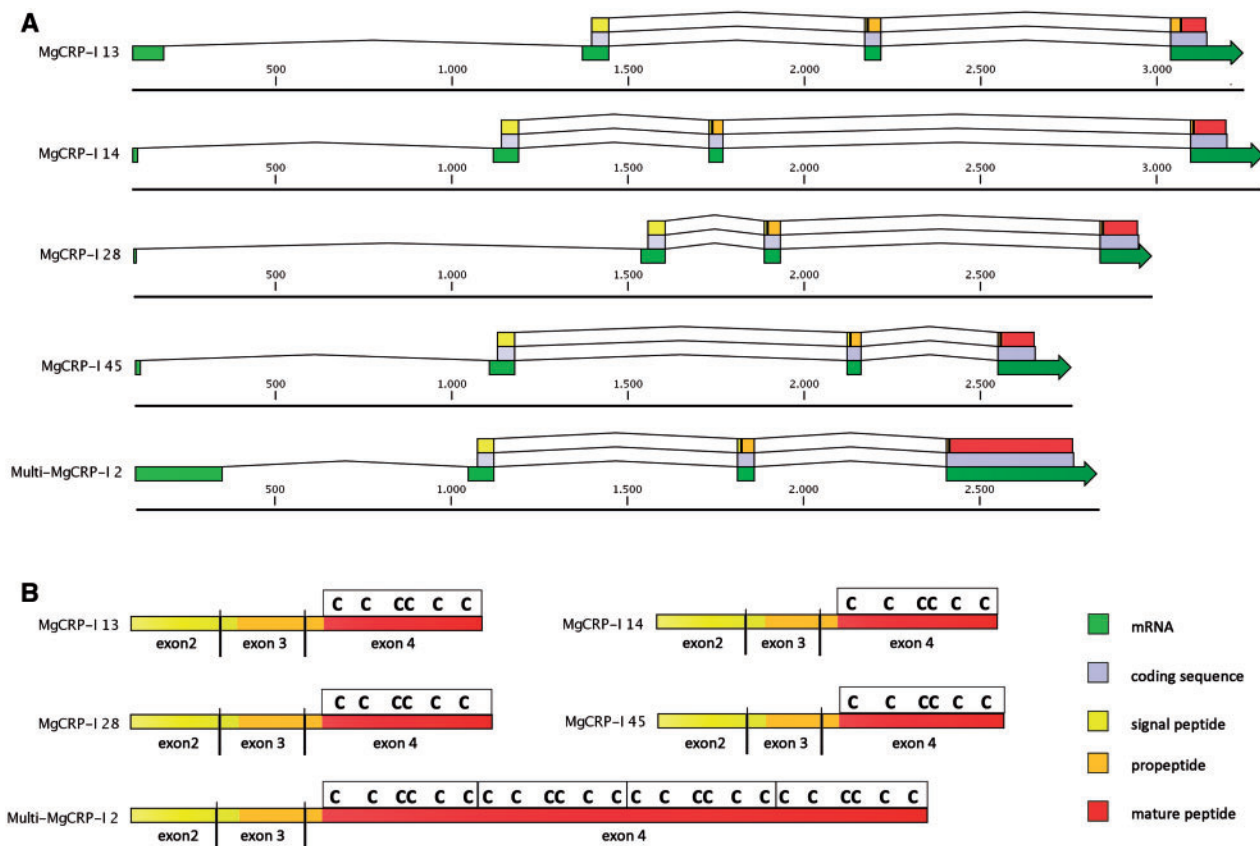 A
MgCRP-I 13
500 1.000 1.500 2.000 2.500 3.000
MgCRP-I 14
500 1.000 1.500 2.000 2.500 3.000
MgCRP-I 28
500 1.000 1.500 2.000 2.500
MgCRP-I 45
500 1.000 1.500 2.000 2.500
Multi-MgCRP-I 2
500 1.000 1.500 2.000 2.500
B
MgCRP-I 13
C C CC C C
exon2 exon 3 exon 4
MgCRP-I 14
C C CC C C
exon2 exon 3 exon 4
MgCRP-I 28
C C CC C C
exon2 exon 3 exon 4
MgCRP-I 45
C C CC C C
exon2 exon 3 exon 4
Multi-MgCRP-I 2
C C CC C C C C CC C C C C CC C C C C CC C C
exon2 exon 3 exon 4
mRNA
coding sequence
signal peptide
propeptide
mature peptide